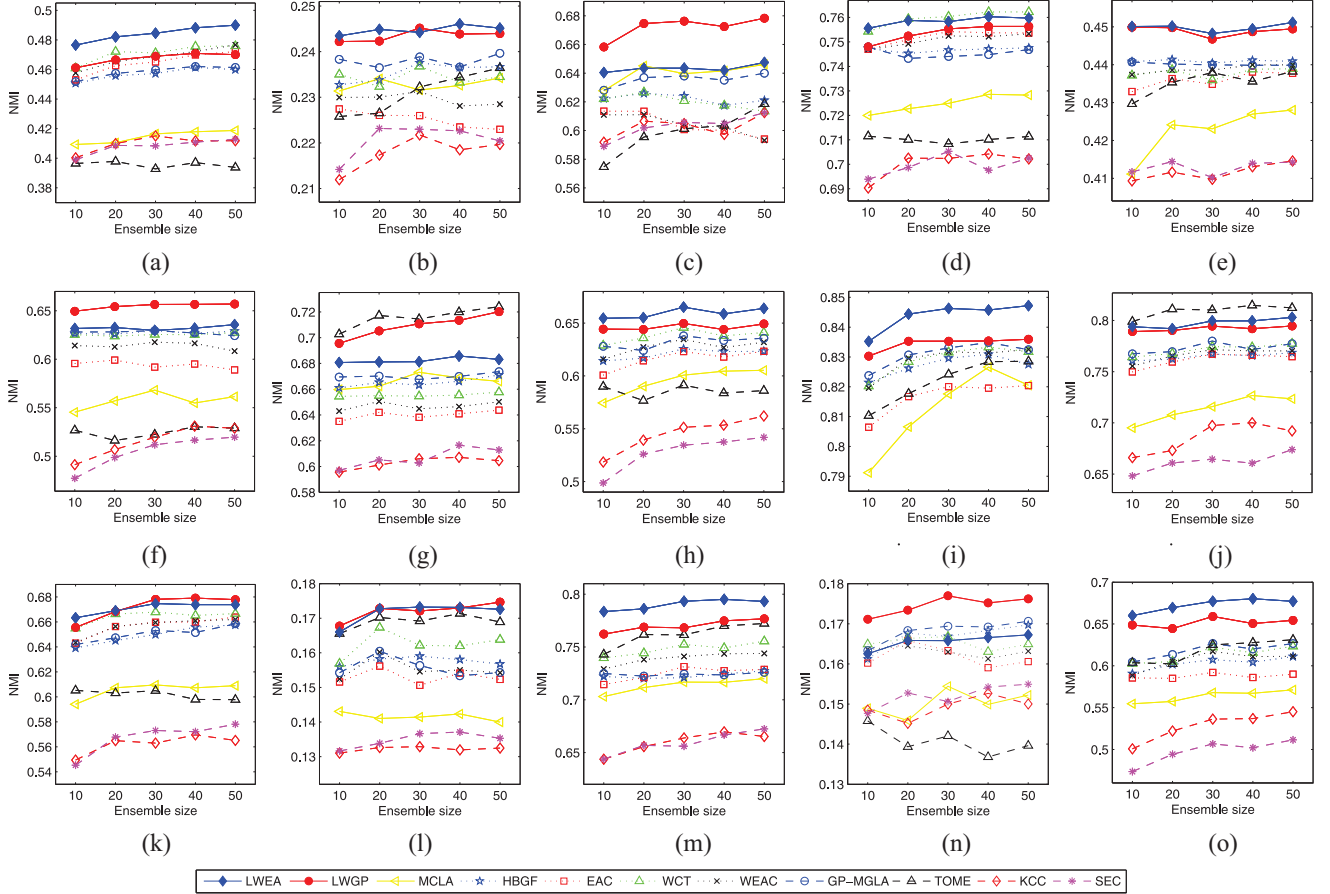 0.5
0.48
0.46
0.44
0.42
0.4
0.38
NMI
10 20 30 40 50
Ensemble size
(a)
0.25
0.24
0.23
0.22
0.21
NMI
10 20 30 40 50
Ensemble size
(b)
0.68
0.66
0.64
0.62
0.6
0.58
0.56
NMI
10 20 30 40 50
Ensemble size
(c)
0.76
0.75
0.74
0.73
0.72
0.71
0.7
0.69
NMI
10 20 30 40 50
Ensemble size
(d)
0.45
0.44
0.43
0.42
0.41
NMI
10 20 30 40 50
Ensemble size
(e)
0.65
0.6
0.55
0.5
NMI
10 20 30 40 50
Ensemble size
(f)
0.72
0.7
0.68
0.66
0.64
0.62
0.6
0.58
NMI
10 20 30 40 50
Ensemble size
(g)
0.65
0.6
0.55
0.5
NMI
10 20 30 40 50
Ensemble size
(h)
0.85
0.84
0.83
0.82
0.81
0.8
0.79
NMI
10 20 30 40 50
Ensemble size
(i)
0.8
0.75
0.7
0.65
NMI
10 20 30 40 50
Ensemble size
(j)
0.68
0.66
0.64
0.62
0.6
0.58
0.56
0.54
NMI
10 20 30 40 50
Ensemble size
(k)
0.18
0.17
0.16
0.15
0.14
0.13
NMI
10 20 30 40 50
Ensemble size
(l)
0.8
0.75
0.7
0.65
NMI
10 20 30 40 50
Ensemble size
(m)
0.18
0.17
0.16
0.15
0.14
0.13
NMI
10 20 30 40 50
Ensemble size
(n)
0.7
0.65
0.6
0.55
0.5
NMI
10 20 30 40 50
Ensemble size
(o)
LWEA LWGP MCLA HBGF EAC WCT WEAC GP-MGLA TOME KCC SEC